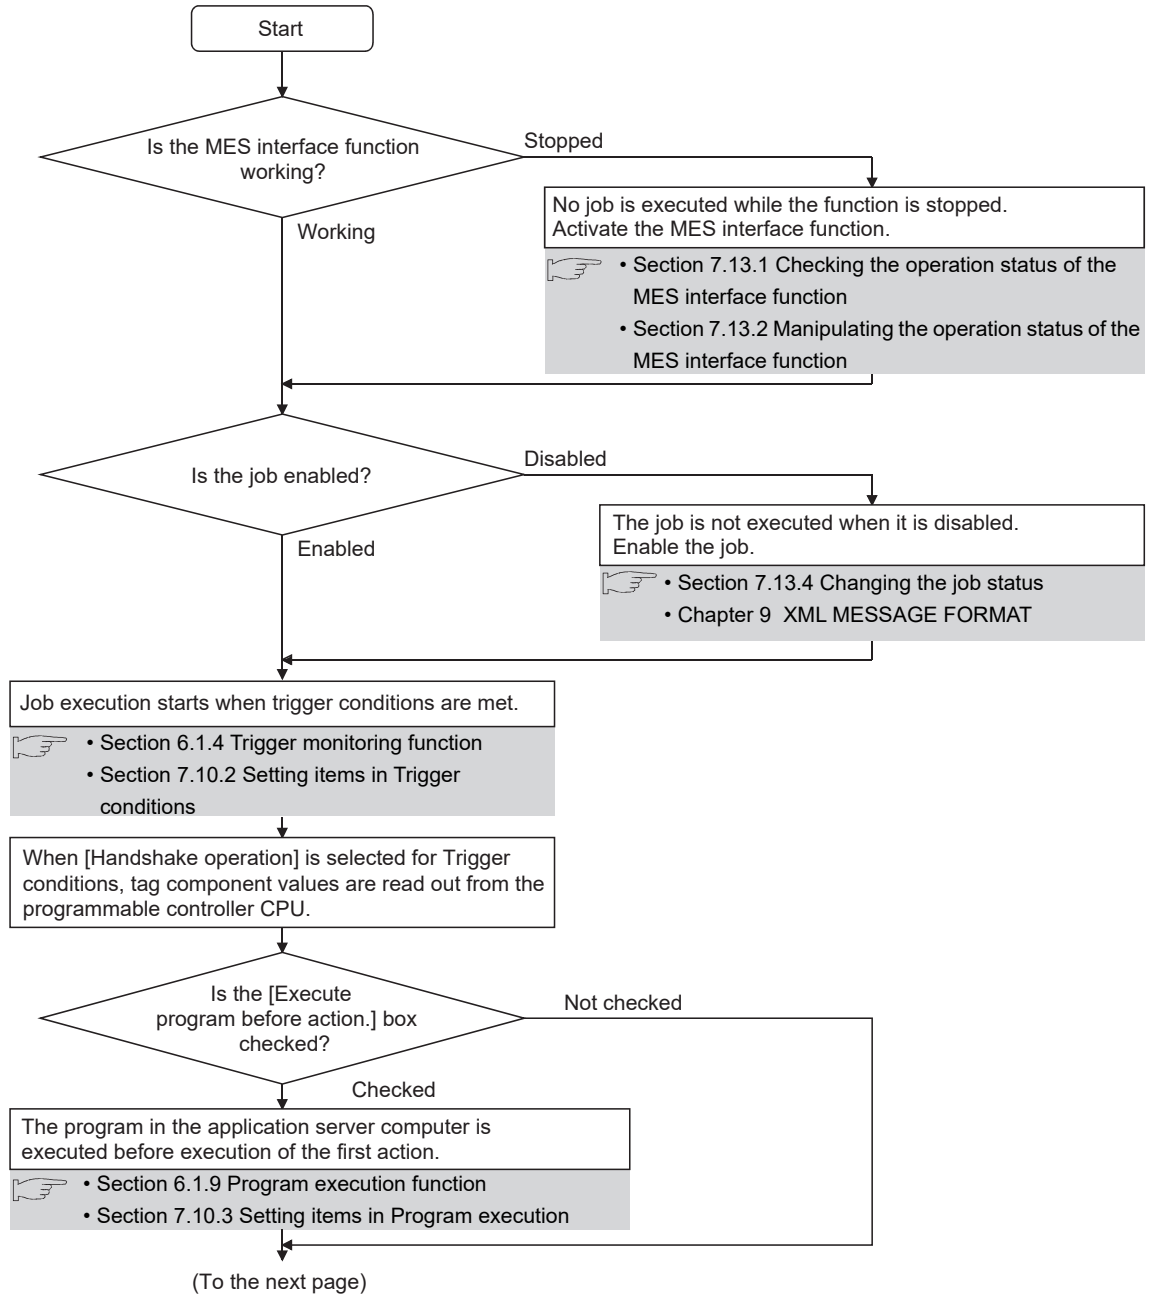 Start
Is the MES interface function
working?
Stopped
No job is executed while the function is stopped.
Activate the MES interface function.
• Section 7.13.1 Checking the operation status of the
MES interface function
• Section 7.13.2 Manipulating the operation status of the
MES interface function
Working
Is the job enabled?
Disabled
The job is not executed when it is disabled.
Enable the job.
• Section 7.13.4 Changing the job status
• Chapter 9  XML MESSAGE FORMAT
Enabled
Job execution starts when trigger conditions are met.
• Section 6.1.4 Trigger monitoring function
• Section 7.10.2 Setting items in Trigger
conditions
When [Handshake operation] is selected for Trigger
conditions, tag component values are read out from the
programmable controller CPU.
Is the [Execute
program before action.] box
checked?
Not checked
Checked
The program in the application server computer is
executed before execution of the first action.
• Section 6.1.9 Program execution function
• Section 7.10.3 Setting items in Program execution
(To the next page)